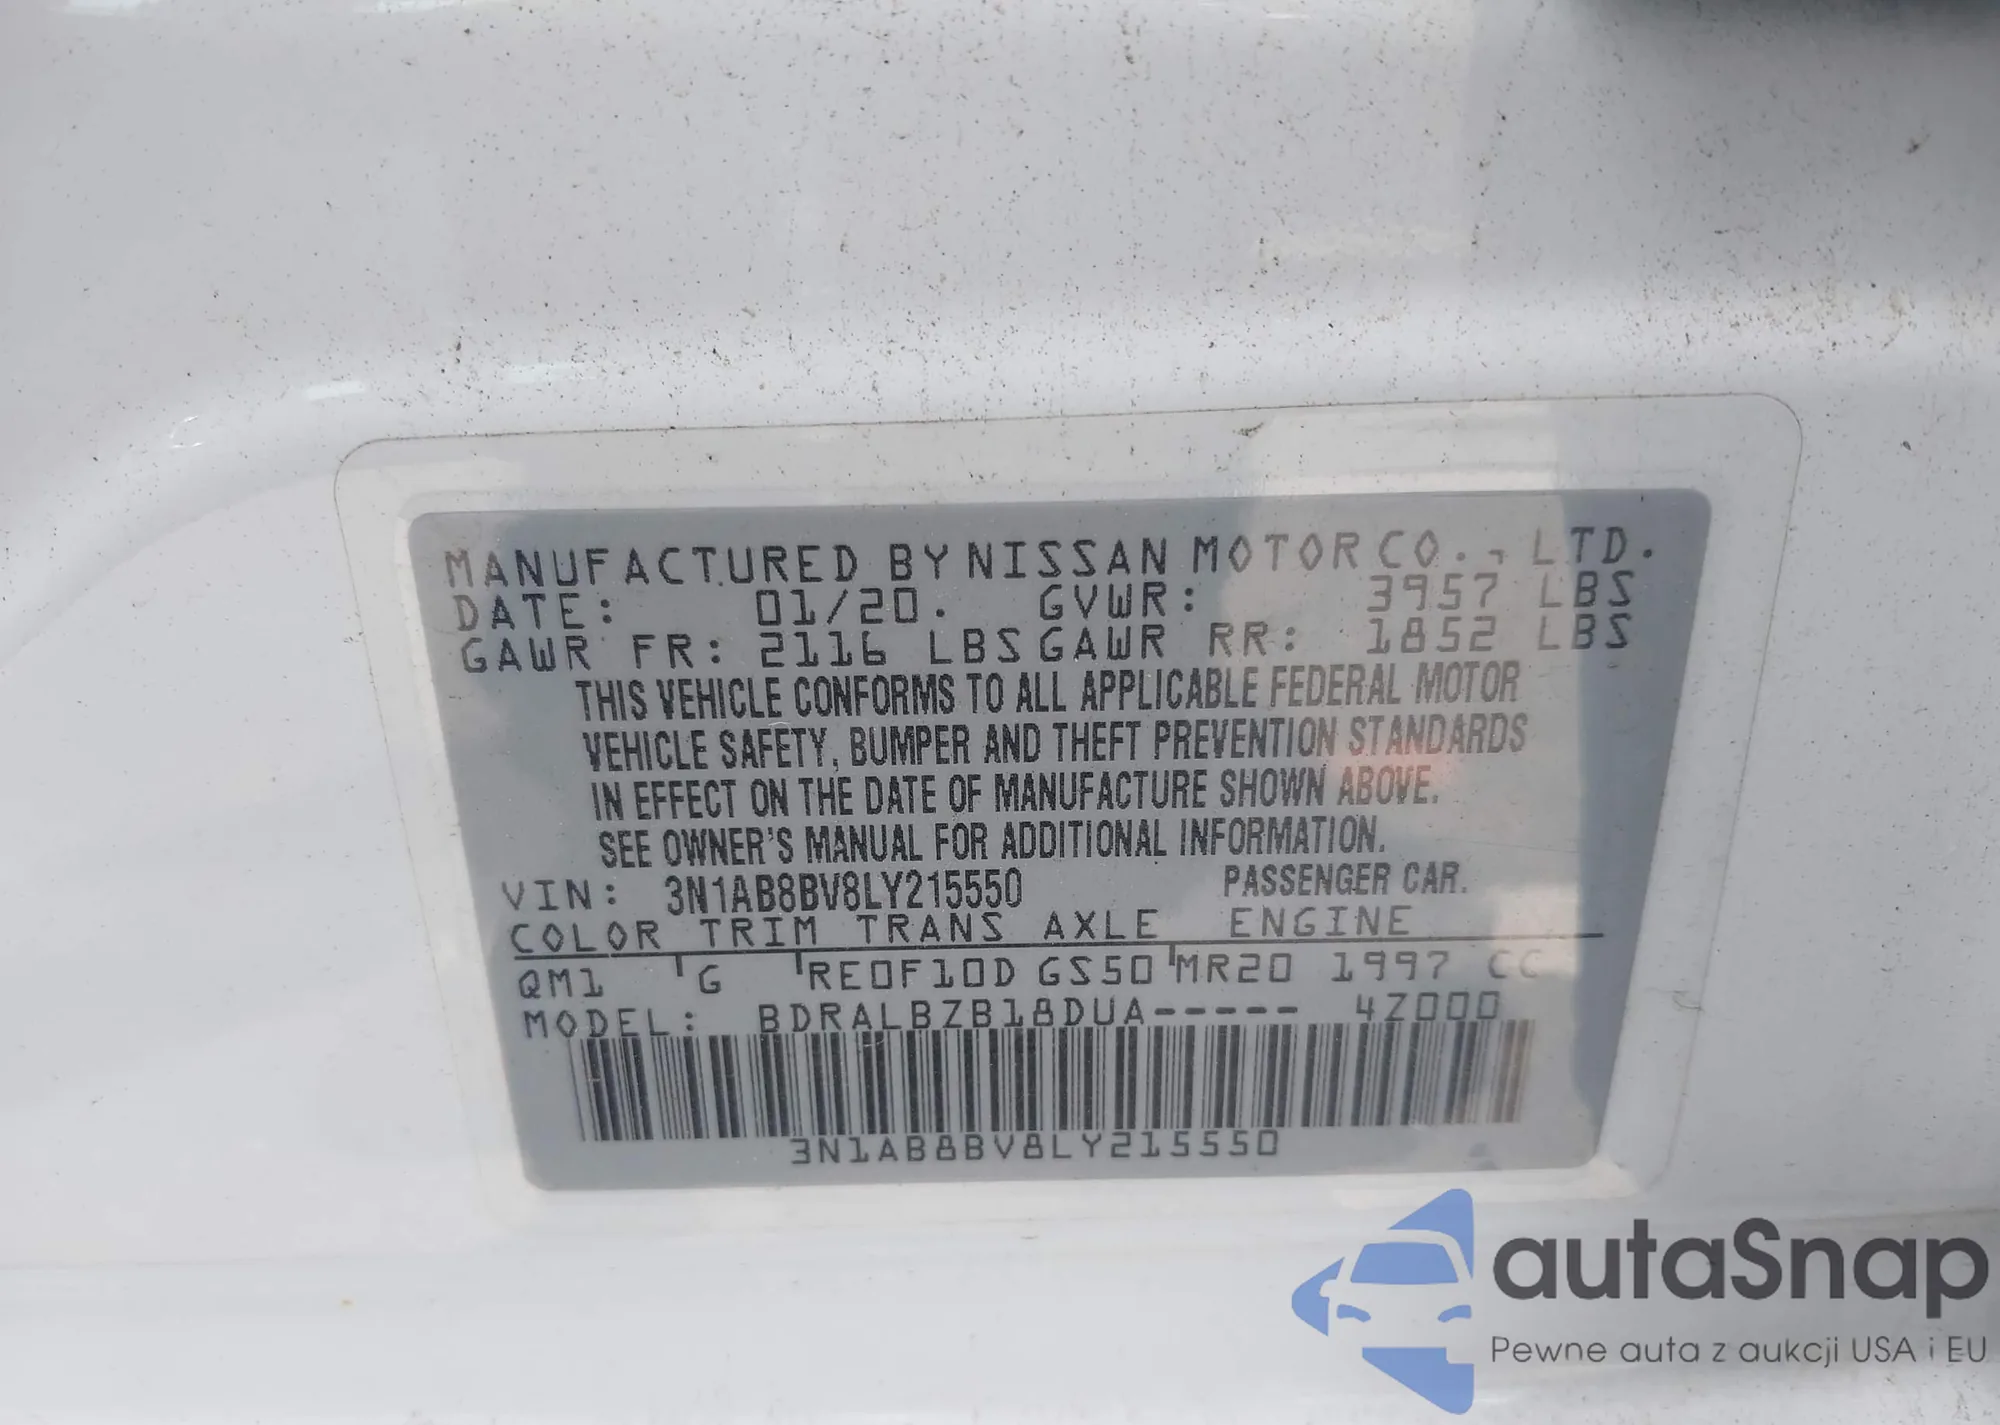 MANUFACTURED BY NISSAN MOTOR CO., LTD.
DATE: 01/20. GVWR: 3957 LBS
GAWR FR: 2116 LBS GAWR RR: 1852 LBS
THIS VEHICLE CONFORMS TO ALL APPLICABLE FEDERAL MOTOR
VEHICLE SAFETY, BUMPER AND THEFT PREVENTION STANDARDS
IN EFFECT ON THE DATE OF MANUFACTURE SHOWN ABOVE.
SEE OWNER'S MANUAL FOR ADDITIONAL INFORMATION.
VIN: 3N1AB8BV8LY215550 PASSENGER CAR.
COLOR TRIM TRANS AXLE ENGINE
QM1 G RE0F10D GS50 MR20 1997 CC
MODEL: BDRALBZB18DUA----- 4Z000
3N1AB8BV8LY215550
autaSnap
Pewne auta z aukcji USA i EU